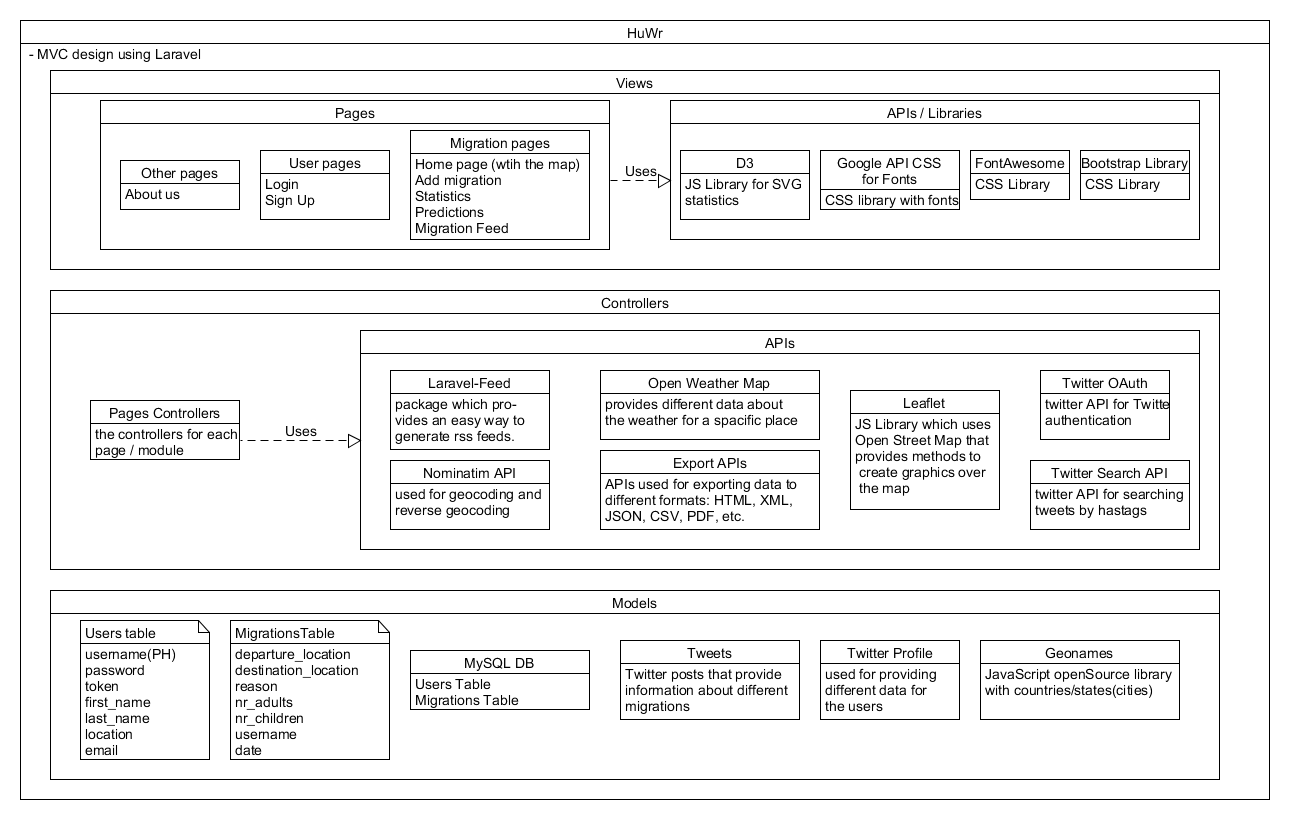 HuWr
- MVC design using Laravel
Views
Pages
Other pages
About us
User pages
Login
Sign Up
Migration pages
Home page (wtih the map)
Add migration
Statistics
Predictions
Migration Feed
Uses
APIs / Libraries
D3
JS Library for SVG
statistics
Google API CSS
for Fonts
CSS library with fonts
FontAwesome
CSS Library
Bootstrap Library
CSS Library
Controllers
Pages Controllers
the controllers for each
page / module
Uses
APIs
Laravel-Feed
package which pro-
vides an easy way to
generate rss feeds.
Nominatim API
used for geocoding and
reverse geocoding
Open Weather Map
provides different data about
the weather for a spacific place
Export APIs
APIs used for exporting data to
different formats: HTML, XML,
JSON, CSV, PDF, etc.
Leaflet
JS Library which uses
Open Street Map that
provides methods to
create graphics over
the map
Twitter OAuth
twitter API for Twitte
authentication
Twitter Search API
twitter API for searching
tweets by hastags
Models
Users table
username(PH)
password
token
first_name
last_name
location
email
MigrationsTable
departure_location
destination_location
reason
nr_adults
nr_children
username
date
MySQL DB
Users Table
Migrations Table
Tweets
Twitter posts that provide
information about different
migrations
Twitter Profile
used for providing
different data for
the users
Geonames
JavaScript openSource library
with countries/states(cities)